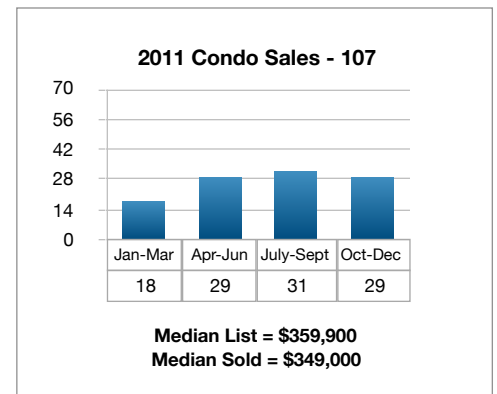 2011 Condo Sales - 107
70
56
42
28
14
0
Jan-Mar Apr-Jun July-Sept Oct-Dec
18 29 31 29
Median List = $359,900
Median Sold = $349,000